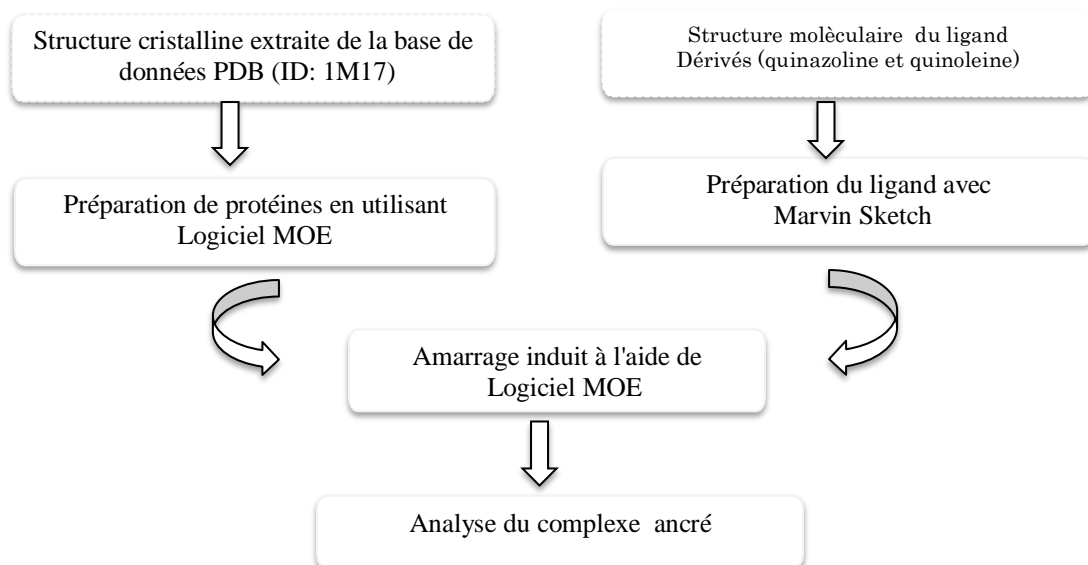 Structure cristalline extraite de la base de
données PDB (ID: 1M17)
Structure molèculaire du ligand
Dérivés (quinazoline et quinoleine)
Préparation de protéines en utilisant
Logiciel MOE
Préparation du ligand avec
Marvin Sketch
Amarrage induit à l'aide de
Logiciel MOE
Analyse du complexe ancré